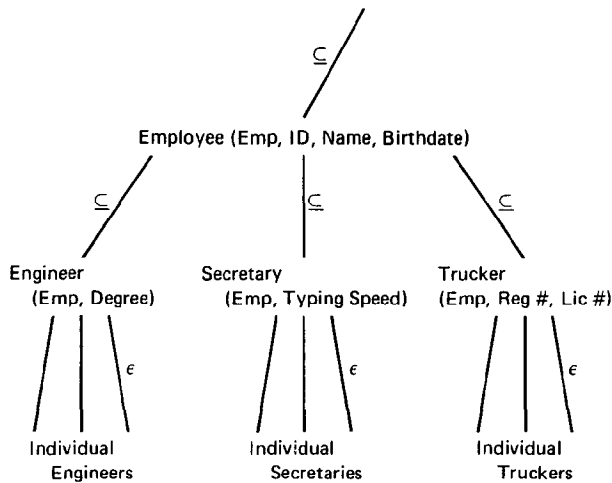 ⊆
Employee (Emp, ID, Name, Birthdate)
⊆ ⊆ ⊆
Engineer Secretary Trucker
(Emp, Degree) (Emp, Typing Speed) (Emp, Reg #, Lic #)
ϵ ϵ ϵ
Individual Individual Individual
Engineers Secretaries Truckers